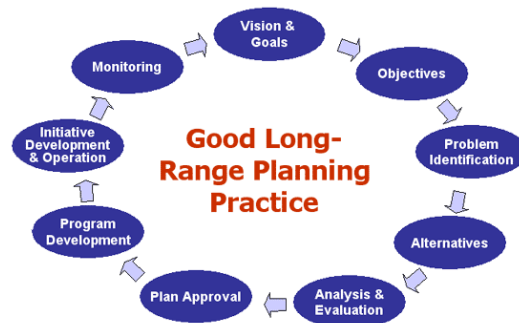 Vision &
Goals
Objectives
Problem
Identification
Alternatives
Analysis &
Evaluation
Plan Approval
Program
Development
Initiative
Development
& Operation
Monitoring
Good Long-
Range Planning
Practice